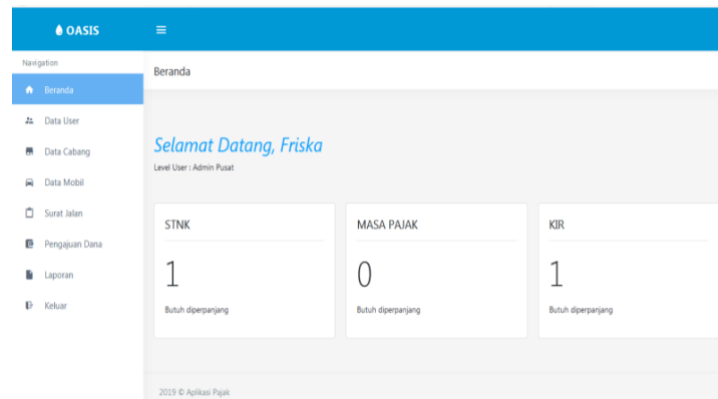 OASIS
Navigation
Beranda
Data User
Data Cabang
Data Mobil
Surat Jalan
Pengajuan Dana
Laporan
Keluar
Beranda
Selamat Datang, Friska
Level User : Admin Pusat
STNK
1
Butuh diperpanjang
MASA PAJAK
0
Butuh diperpanjang
KIR
1
Butuh diperpanjang
2019 © Aplikasi Pajak